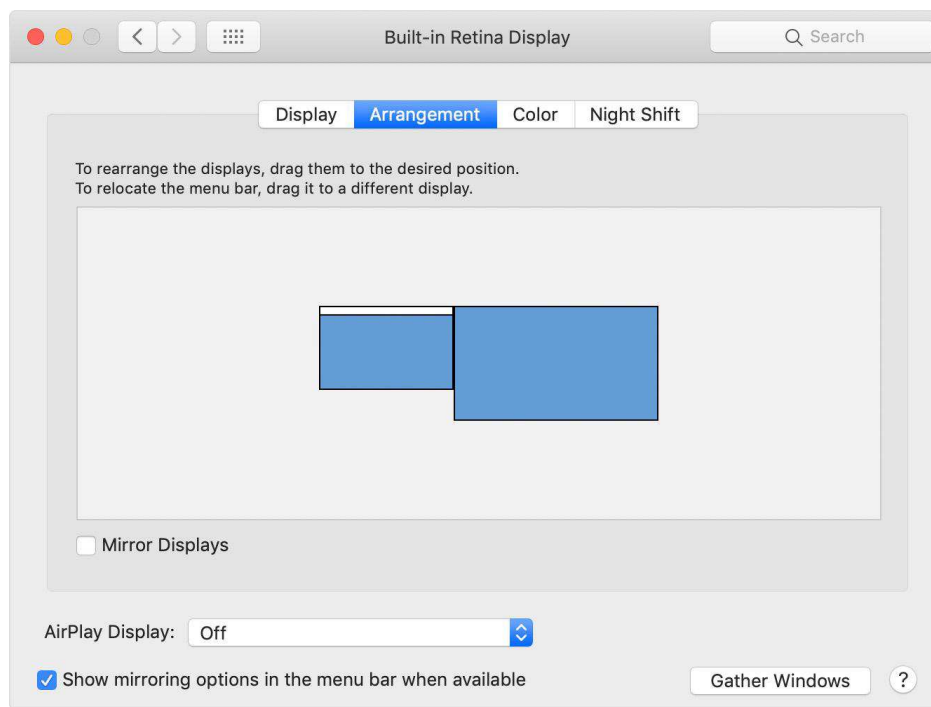 Built-in Retina Display
Search
Display Arrangement Color Night Shift
To rearrange the displays, drag them to the desired position.
To relocate the menu bar, drag it to a different display.
Mirror Displays
AirPlay Display: Off
Show mirroring options in the menu bar when available
Gather Windows ?